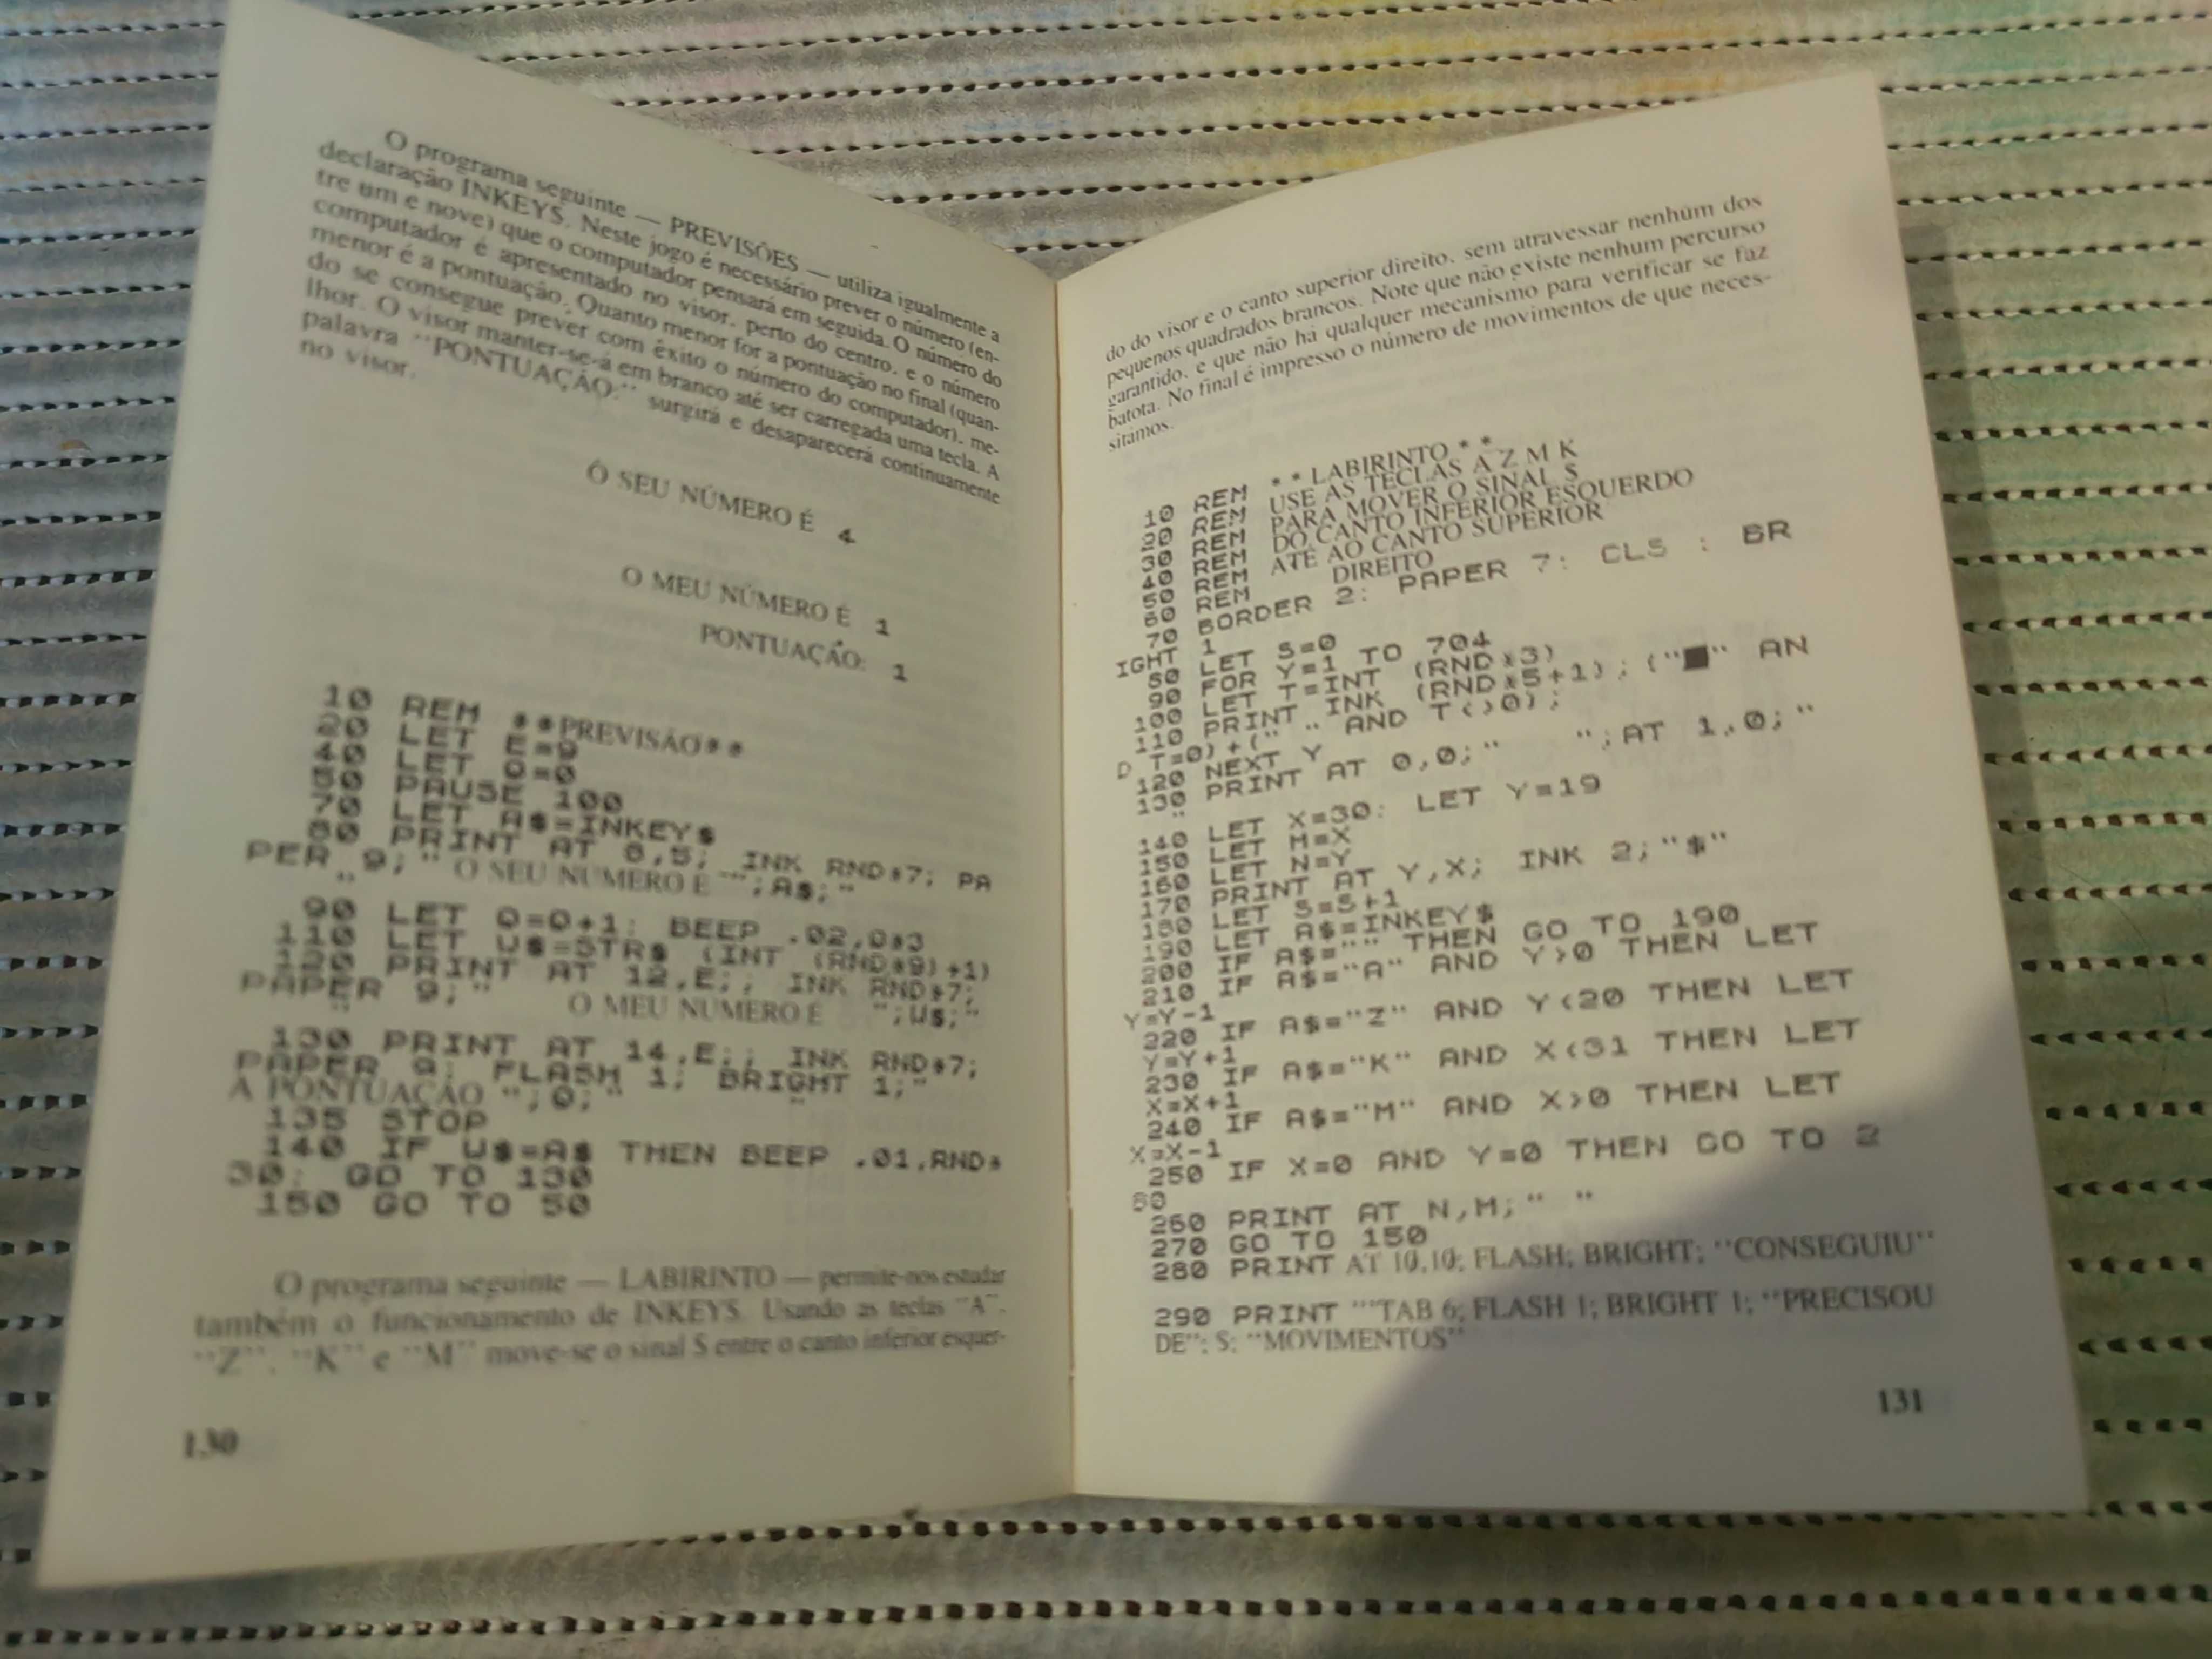 O programa seguinte — PREVISÕES — utiliza igualmente a
declaração INKEYS. Neste jogo é necessário prever o número (en-
tre um e nove) que o computador pensará em seguida. O número do
computador é apresentado no visor, perto do centro, e o número
menor é a pontuação. Quanto menor for a pontuação no final (quan-
do se consegue prever com êxito o número do computador), me-
lhor. O visor manter-se-á em branco até ser carregada uma tecla. A
palavra "PONTUAÇÃO:" surgirá e desaparecerá continuamente
no visor.
O SEU NÚMERO É 4
O MEU NÚMERO É 1
PONTUAÇÃO: 1
10 REM **PREVISÃO**
20 LET E=9
40 LET O=0
50 PAUSE 100
70 LET A$=INKEY$
80 PRINT AT 6,5; INK RND*7; PA
PER 9;" O SEU NUMERO É ";A$;"
"
90 LET O=O+1: BEEP .02,O*3
110 LET U$=STR$ (INT (RND*9)+1)
120 PRINT AT 12,E;; INK RND*7;
PAPER 9;" O MEU NUMERO É ";U$;"
"
130 PRINT AT 14,E;; INK RND*7;
PAPER 9; FLASH 1; BRIGHT 1;"
A PONTUAÇÃO ";O;" "
135 STOP
140 IF U$=A$ THEN BEEP .01,RND*
30: GO TO 130
150 GO TO 50
O programa seguinte — LABIRINTO — permite-nos estudar
também o funcionamento de INKEYS. Usando as teclas "A",
"Z", "K" e "M" move-se o sinal S entre o canto inferior esquer-
130
do do visor e o canto superior direito, sem atravessar nenhum dos
pequenos quadrados brancos. Note que não existe nenhum percurso
garantido, e que não há qualquer mecanismo para verificar se faz
batota. No final é impresso o número de movimentos de que neces-
sitamos.
10 REM * * LABIRINTO * *
20 REM USE AS TECLAS A Z M K
30 REM PARA MOVER O SINAL S
40 REM DO CANTO INFERIOR ESQUERDO
50 REM ATÉ AO CANTO SUPERIOR
60 REM DIREITO
70 BORDER 2: PAPER 7: CLS : BR
IGHT 1
80 LET S=0
90 FOR Y=1 TO 704
100 LET T=INT (RND*3)
110 PRINT INK (RND*5+1);("■" AN
D T=0)+(" " AND T<>0);
120 NEXT Y
130 PRINT AT 0,0;" ";AT 1,0;"
"
140 LET X=30: LET Y=19
150 LET M=X
160 LET N=Y
170 PRINT AT Y,X; INK 2;"$"
180 LET S=S+1
190 LET A$=INKEY$
200 IF A$="" THEN GO TO 190
210 IF A$="A" AND Y>0 THEN LET
Y=Y-1
220 IF A$="Z" AND Y<20 THEN LET
Y=Y+1
230 IF A$="K" AND X<31 THEN LET
X=X+1
240 IF A$="M" AND X>0 THEN LET
X=X-1
250 IF X=0 AND Y=0 THEN GO TO 2
80
260 PRINT AT N,M;" "
270 GO TO 150
280 PRINT AT 10,10; FLASH; BRIGHT; "CONSEGUIU"
290 PRINT ""TAB 6; FLASH 1; BRIGHT 1; "PRECISOU
DE"; S; "MOVIMENTOS"
131